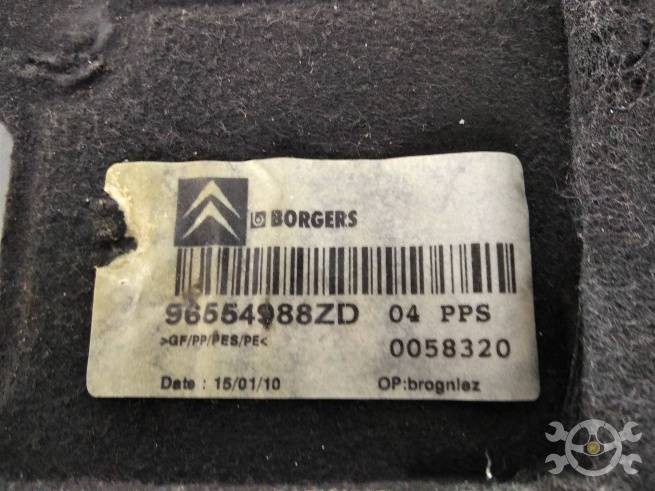 BORGERS
96554988ZD 04 PPS
>GF/PP/PES/PE< 0058320
Date : 15/01/10 OP:brogniez